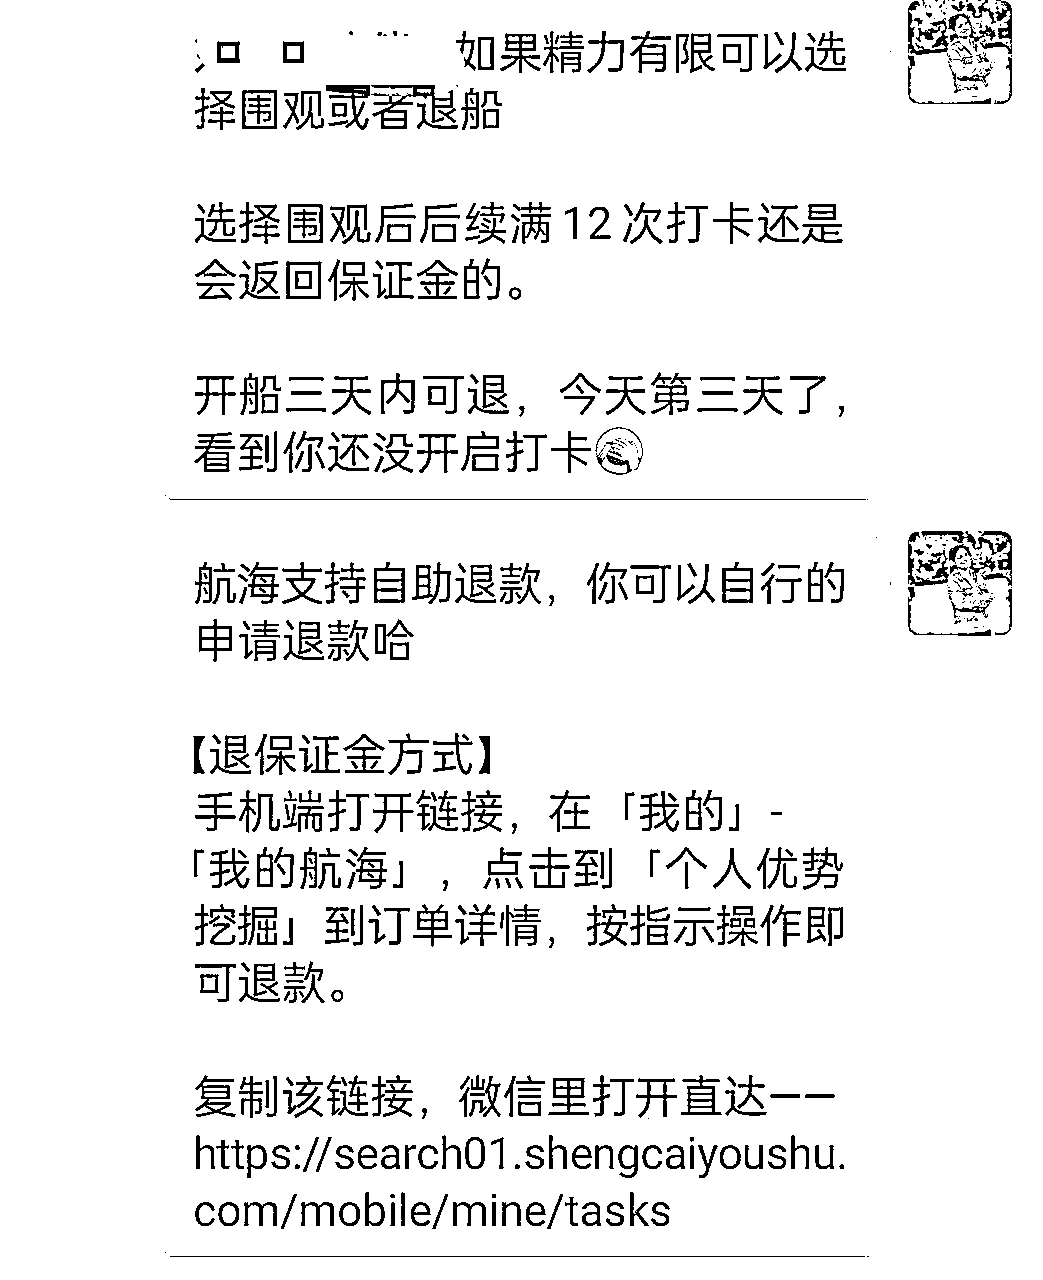 如果精力有限可以选
择围观或者退船
选择围观后后续满12次打卡还是
会返回保证金的。
开船三天内可退，今天第三天了，
看到你还没开启打卡
航海支持自助退款，你可以自行的
申请退款哈
【退保证金方式】
手机端打开链接，在「我的」-
「我的航海」，点击到「个人优势
挖掘」到订单详情，按指示操作即
可退款。
复制该链接，微信里打开直达——
https://search01.shengcaiyoushu.
com/mobile/mine/tasks